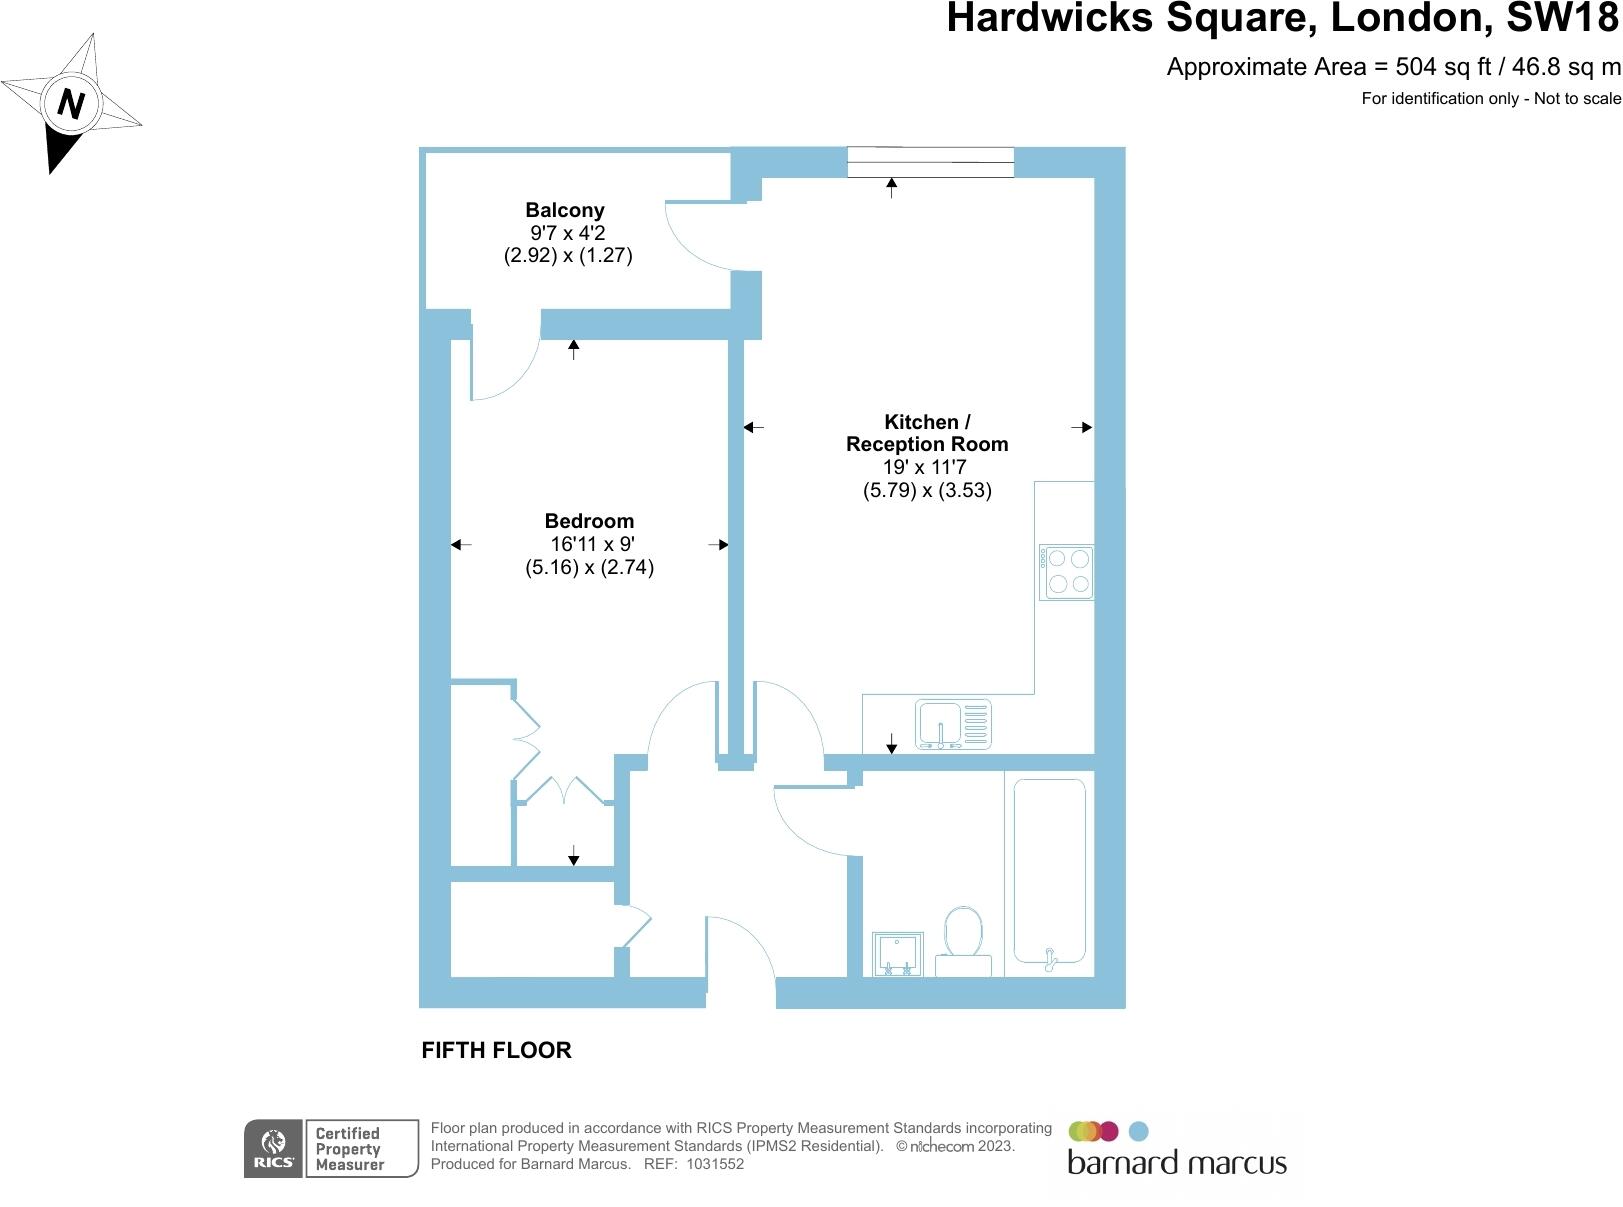 Hardwicks Square, London, SW18
Approximate Area = 504 sq ft / 46.8 sq m
For identification only - Not to scale
N
Balcony
9'7 x 4'2
(2.92) x (1.27)
Kitchen /
Reception Room
19' x 11'7
(5.79) x (3.53)
Bedroom
16'11 x 9'
(5.16) x (2.74)
FIFTH FLOOR
RICS
Certified
Property
Measurer
Floor plan produced in accordance with RICS Property Measurement Standards incorporating
International Property Measurement Standards (IPMS2 Residential). © nichecom 2023.
Produced for Barnard Marcus. REF: 1031552
barnard marcus